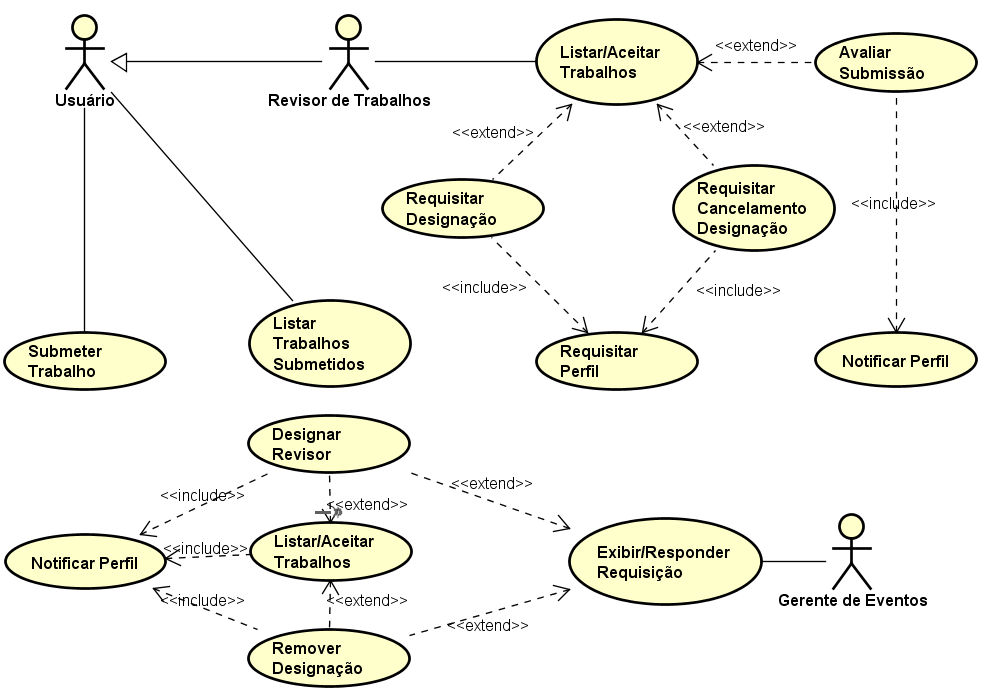 Usuário
Revisor de Trabalhos
Listar/Aceitar
Trabalhos
<<extend>>
Avaliar
Submissão
<<extend>>
<<extend>>
Requisitar
Designação
Requisitar
Cancelamento
Designação
<<include>>
<<include>>
<<include>>
Submeter
Trabalho
Listar
Trabalhos
Submetidos
Requisitar
Perfil
Notificar Perfil
Designar
Revisor
<<include>>
<<extend>>
<<extend>>
Notificar Perfil
<<include>>
Listar/Aceitar
Trabalhos
Exibir/Responder
Requisição
Gerente de Eventos
<<include>>
<<extend>>
<<extend>>
Remover
Designação